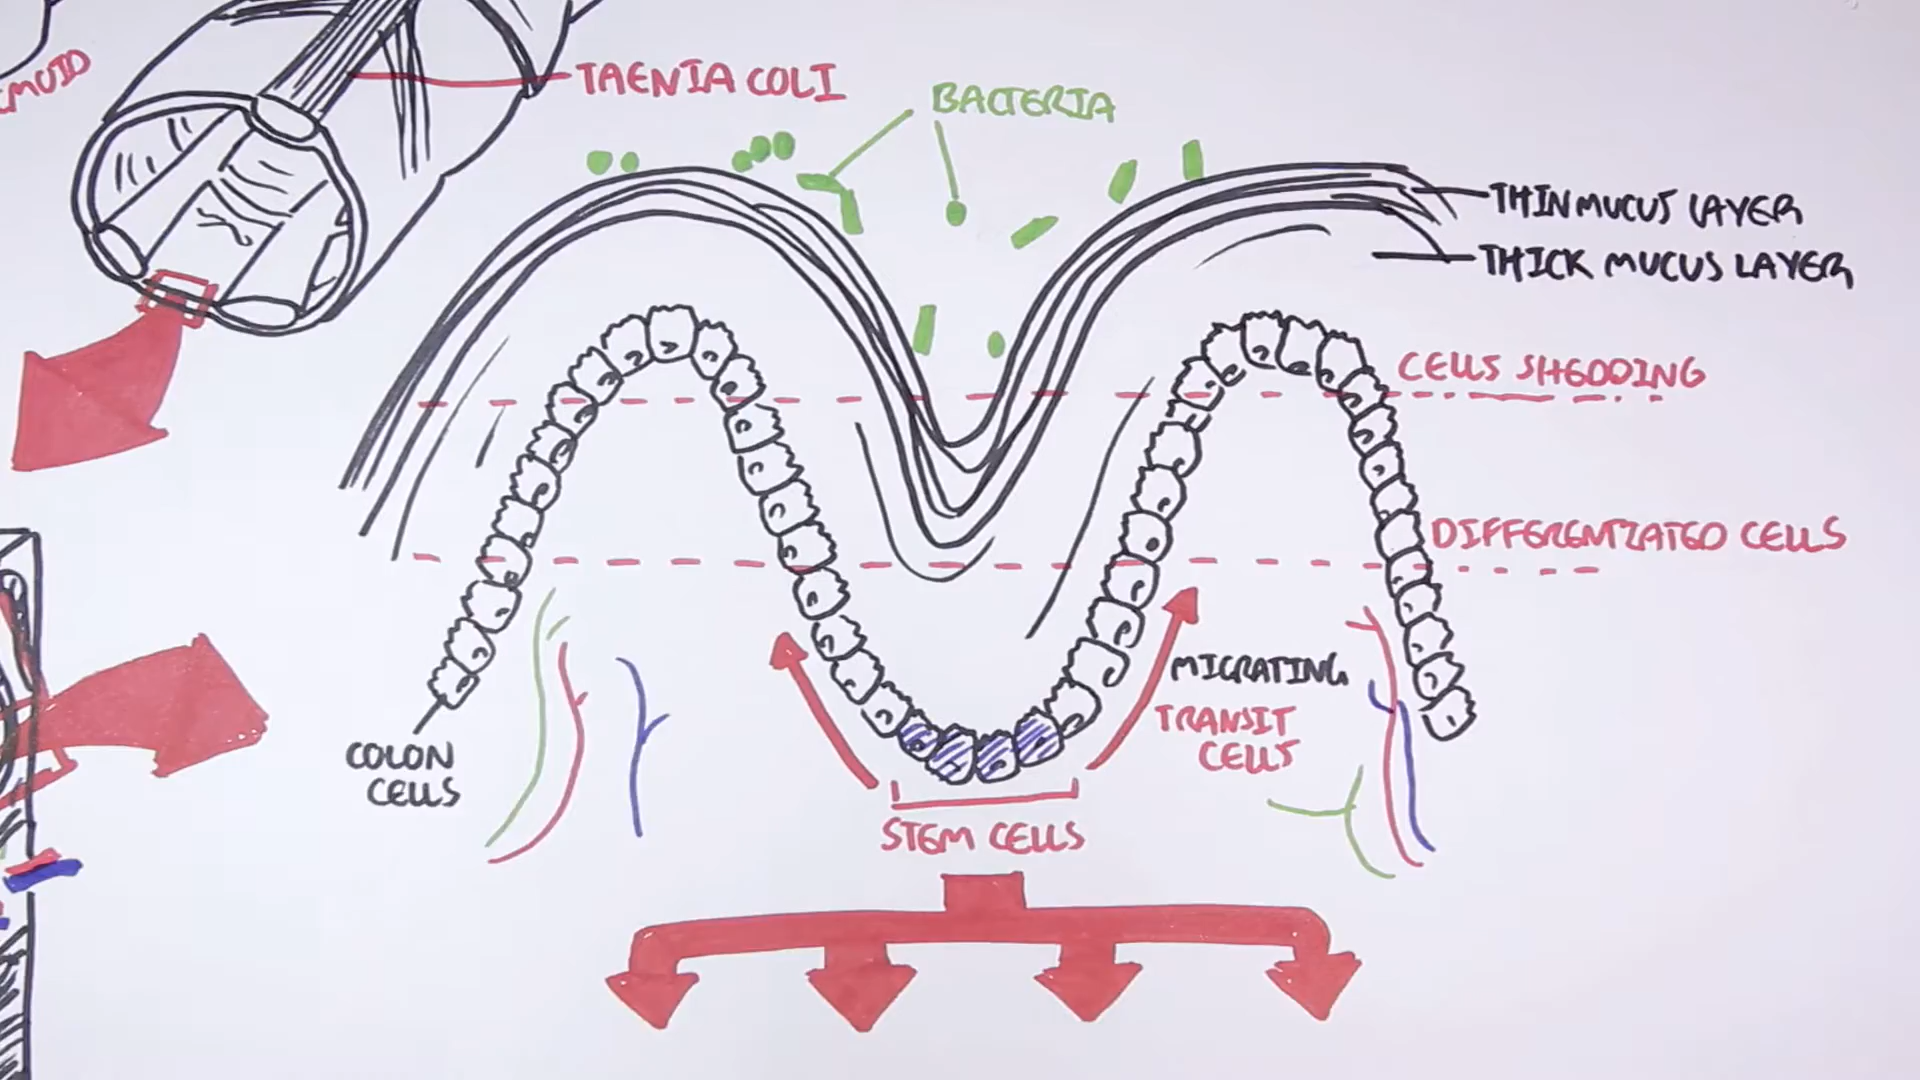 TAENIA COLI
BACTERIA
THIN MUCUS LAYER
THICK MUCUS LAYER
CELLS SHEDDING
DIFFERENTIATED CELLS
MIGRATING
TRANSIT
CELLS
COLON
CELLS
STEM CELLS